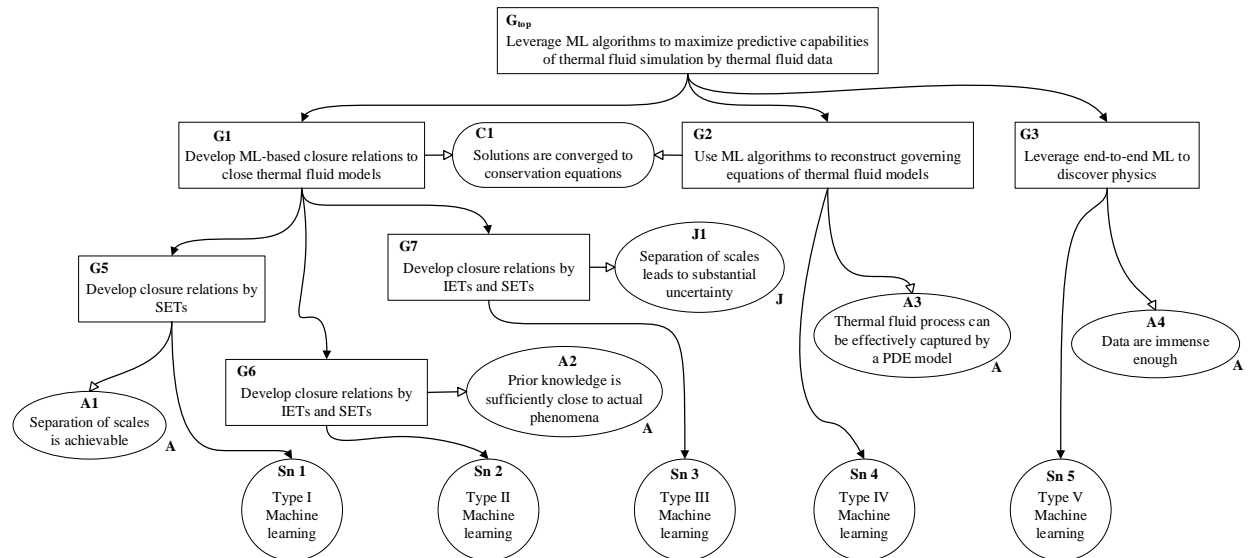 G top
Leverage ML algorithms to maximize predictive capabilities
of thermal fluid simulation by thermal fluid data
G1
Develop ML-based closure relations to
close thermal fluid models
C1
Solutions are converged to
conservation equations
G2
Use ML algorithms to reconstruct governing
equations of thermal fluid models
G3
Leverage end-to-end ML to
discover physics
G5
Develop closure relations by
SETs
G7
Develop closure relations by
IETs and SETs
J1
Separation of scales
leads to substantial
uncertainty
J
A3
Thermal fluid process can
be effectively captured by
a PDE model
A
A4
Data are immense
enough
A
A1
Separation of scales
is achievable
A
G6
Develop closure relations by
IETs and SETs
A2
Prior knowledge is
sufficiently close to actual
phenomena
A
Sn 1
Type I
Machine
learning
Sn 2
Type II
Machine
learning
Sn 3
Type III
Machine
learning
Sn 4
Type IV
Machine
learning
Sn 5
Type V
Machine
learning